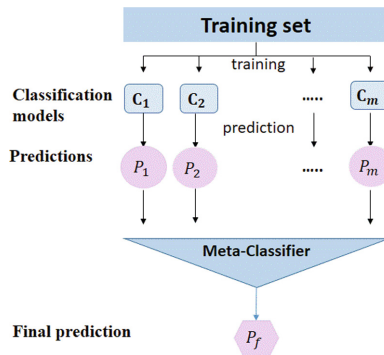 Training set
training
Classification models
C1 C2 ..... Cm
prediction
Predictions
P1 P2 ..... Pm
Meta-Classifier
Final prediction
Pf